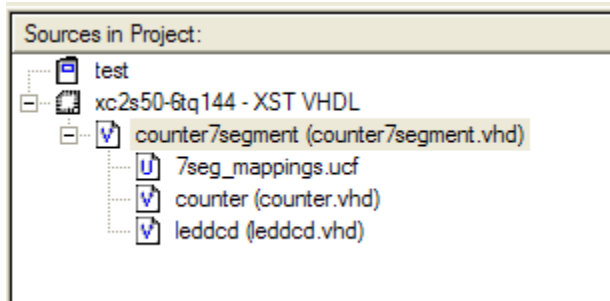 Sources in Project:
test
xc2s50-6tq144 - XST VHDL
V counter7segment (counter7segment.vhd)
U 7seg_mappings.ucf
V counter (counter.vhd)
V leddcd (leddcd.vhd)